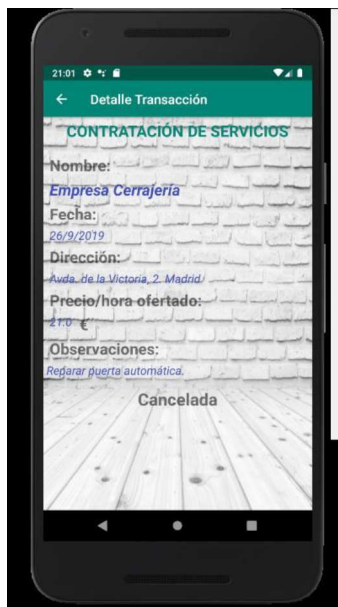 21:01
Detalle Transacción
CONTRATACIÓN DE SERVICIOS
Nombre:
Empresa Cerrajería
Fecha:
26/9/2019
Dirección:
Avda. de la Victoria, 2. Madrid
Precio/hora ofertado:
21.0 €
Observaciones:
Reparar puerta automática.
Cancelada